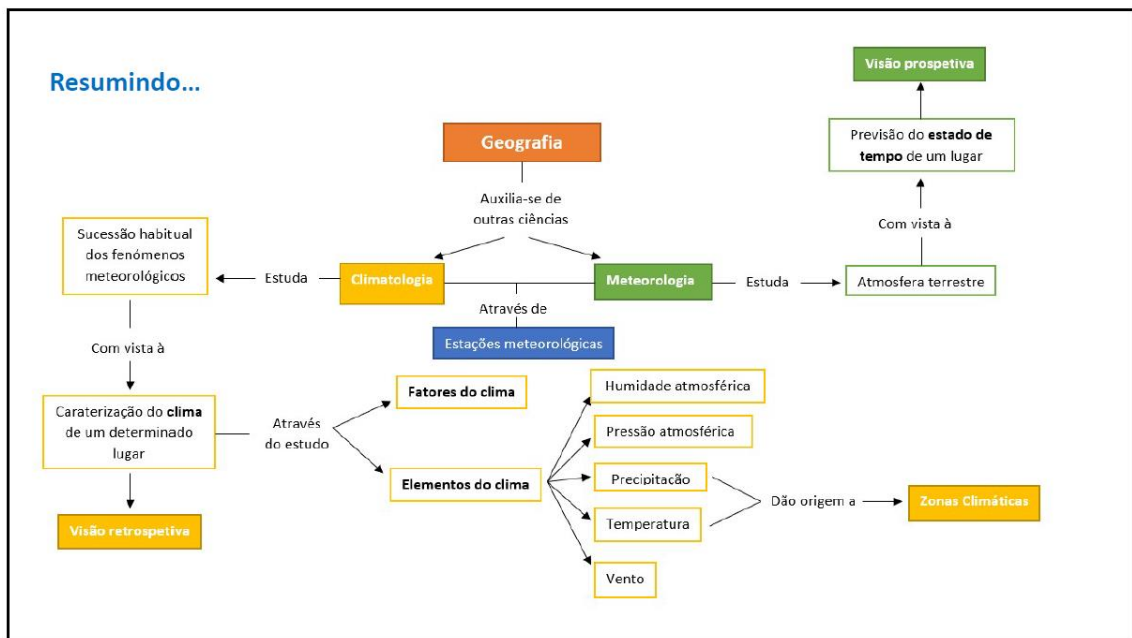 Resumindo...
Visão prospetiva
Previsão do estado de
tempo de um lugar
Com vista à
Geografia
Auxilia-se de
outras ciências
Sucessão habitual
dos fenómenos
meteorológicos
Estuda
Climatologia
Meteorologia
Estuda
Atmosfera terrestre
Através de
Estações meteorológicas
Com vista à
Caraterização do clima
de um determinado
lugar
Visão retrospetiva
Através
do estudo
Fatores do clima
Elementos do clima
Humidade atmosférica
Pressão atmosférica
Precipitação
Temperatura
Vento
Dão origem a
Zonas Climáticas